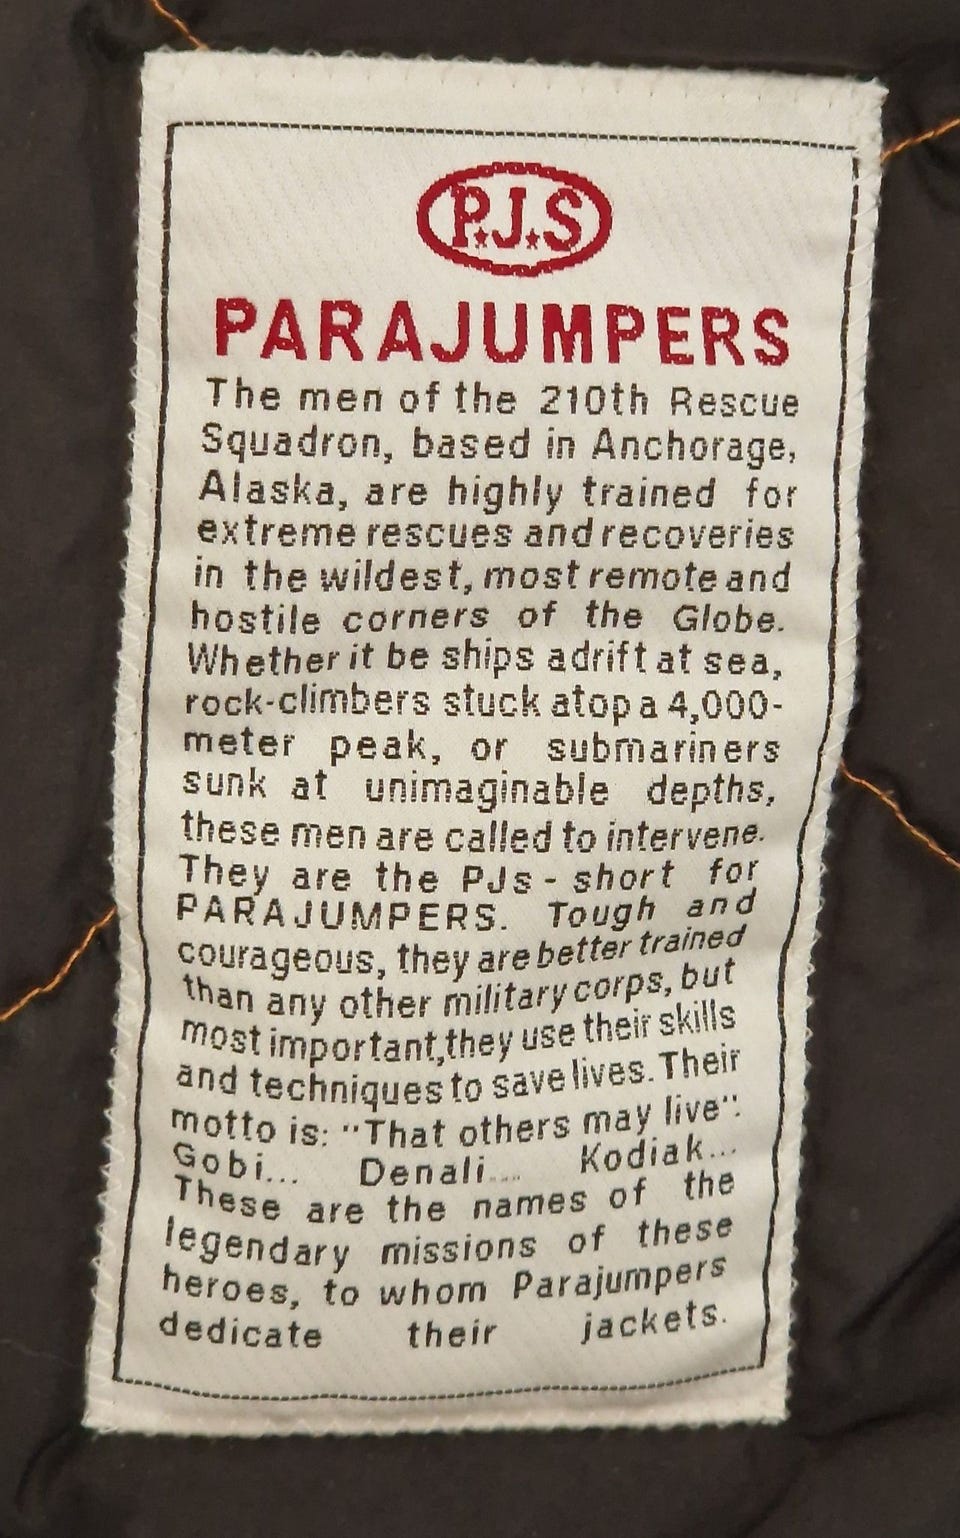 P.J.S
PARAJUMPERS
The men of the 210th Rescue
Squadron, based in Anchorage,
Alaska, are highly trained for
extreme rescues and recoveries
in the wildest, most remote and
hostile corners of the Globe.
Whether it be ships adrift at sea,
rock-climbers stuck atop a 4,000-
meter peak, or submariners
sunk at unimaginable depths,
these men are called to intervene.
They are the PJs - short for
PARAJUMPERS. Tough and
courageous, they are better trained
than any other military corps, but
most important,they use their skills
and techniques to save lives. Their
motto is: "That others may live".
Gobi... Denali.... Kodiak...
These are the names of the
legendary missions of these
heroes, to whom Parajumpers
dedicate their jackets.